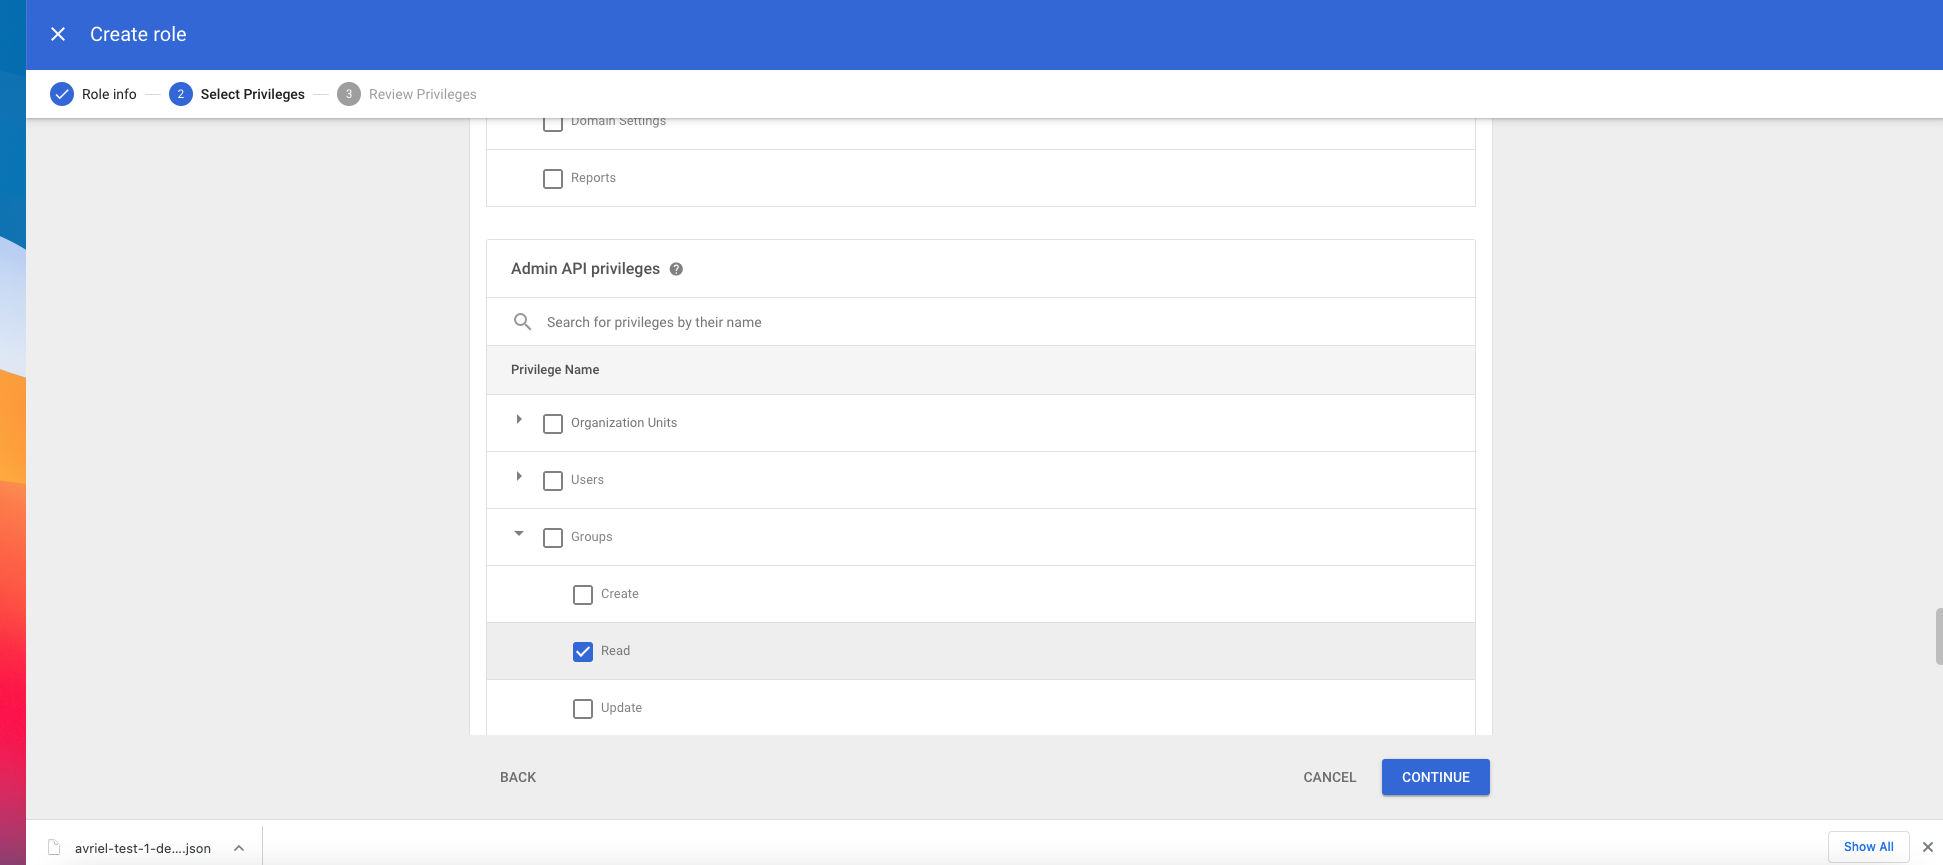 Create role
Role info
2 Select Privileges
3 Review Privileges
Domain Settings
Reports
Admin API privileges ?
Search for privileges by their name
Privilege Name
Organization Units
Users
Groups
Create
Read
Update
BACK
CANCEL
CONTINUE
avriel-test-1-de....json
Show All